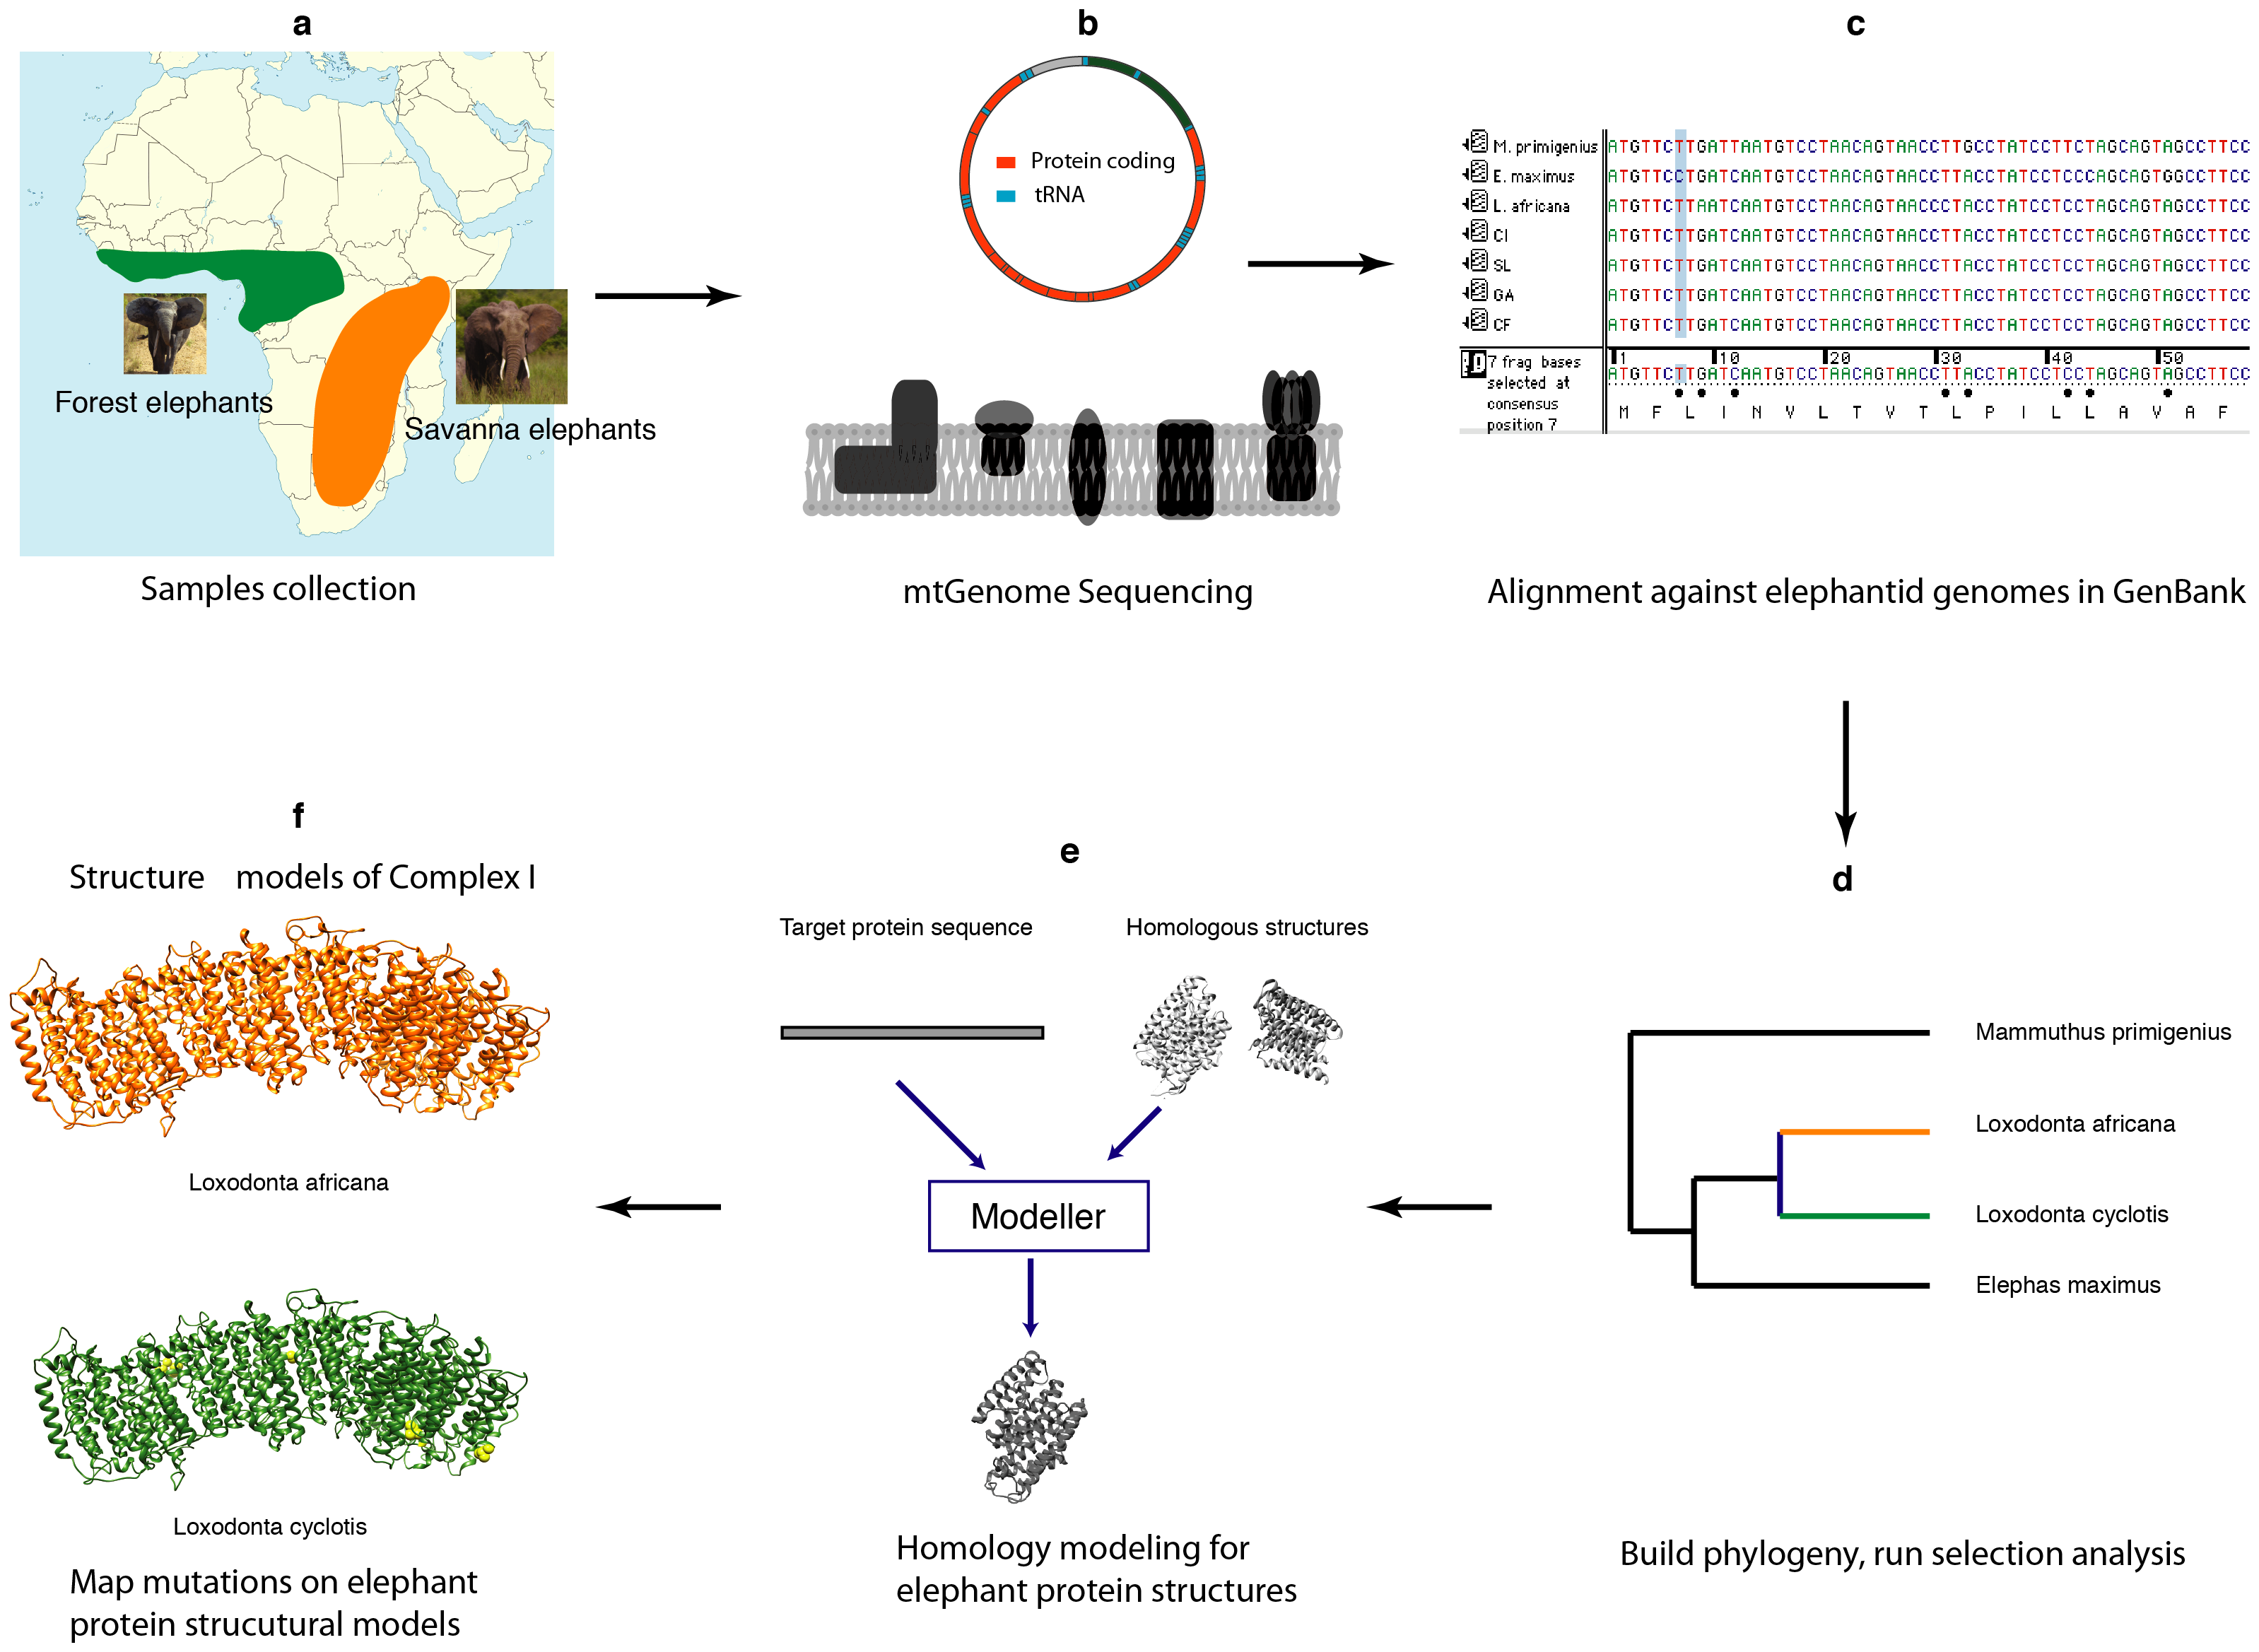 a
Forest elephants
Savanna elephants
Samples collection
b
Protein coding
tRNA
mtGenome Sequencing
c
M. primigenius ATGTTCTTGATTAATGTCCTAACAGTAACCTTGCCTATCCTTCTAGCAGTAGCCTTCC
E. maximus ATGTTCCTGATCAATGTCCTAACAGTAACCTTACCTATCCTCCCAGCAGTGGCCTTCC
L. africana ATGTTCTTAATCAATGTCCTAACAGTAACCCTACCTATCCTCCTAGCAGTAGCCTTCC
CI ATGTTCTTGATCAATGTCCTAACAGTAACCTTACCTATCCTCCTAGCAGTAGCCTTCC
SL ATGTTCTTGATCAATGTCCTAACAGTAACCTTACCTATCCTCCTAGCAGTAGCCTTCC
GA ATGTTCTTGATCAATGTCCTAACAGTAACCTTACCTATCCTCCTAGCAGTAGCCTTCC
CF ATGTTCTTGATCAATGTCCTAACAGTAACCTTACCTATCCTCCTAGCAGTAGCCTTCC
7 frag bases
selected at
consensus
position 7
1 10 20 30 40 50
ATGTTCTTGATCAATGTCCTAACAGTAACCTTACCTATCCTCCTAGCAGTAGCCTTCC
M F L I N V L T V T L P I L L A V A F
Alignment against elephantid genomes in GenBank
d
Mammuthus primigenius
Loxodonta africana
Loxodonta cyclotis
Elephas maximus
Build phylogeny, run selection analysis
e
Target protein sequence
Homologous structures
Modeller
Homology modeling for
elephant protein structures
f
Structure models of Complex I
Loxodonta africana
Loxodonta cyclotis
Map mutations on elephant
protein strucutural models